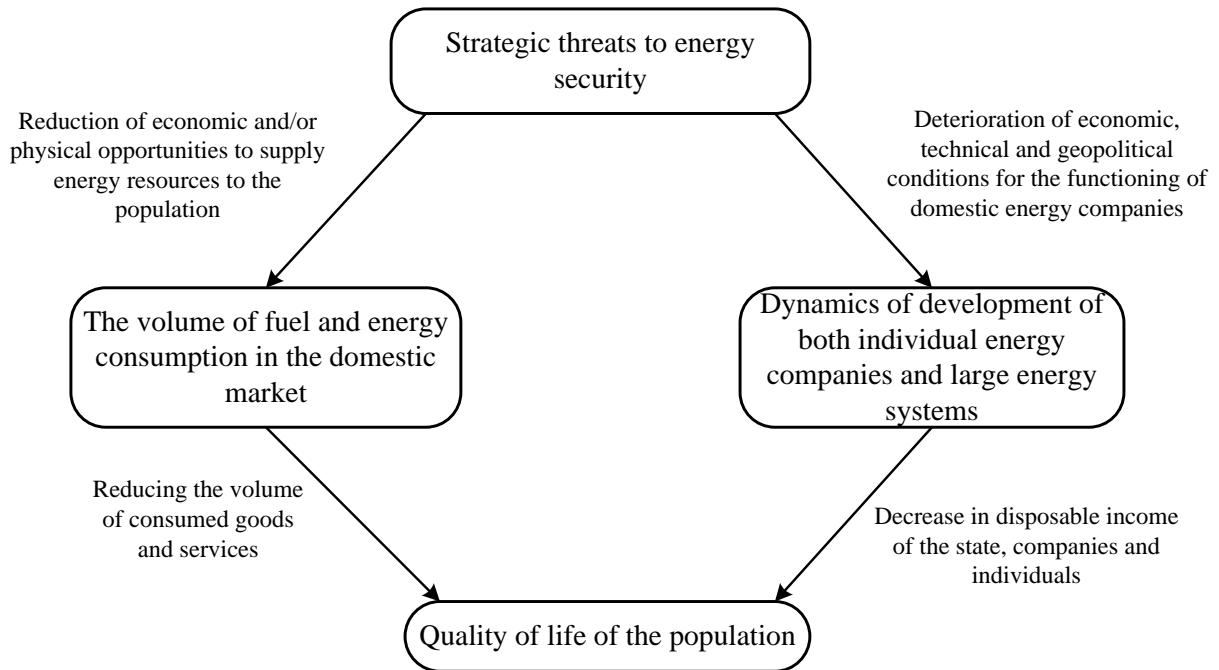 Strategic threats to energy
security
Reduction of economic and/or
physical opportunities to supply
energy resources to the
population
Deterioration of economic,
technical and geopolitical
conditions for the functioning of
domestic energy companies
The volume of fuel and energy
consumption in the domestic
market
Dynamics of development of
both individual energy
companies and large energy
systems
Reducing the volume
of consumed goods
and services
Decrease in disposable income
of the state, companies and
individuals
Quality of life of the population